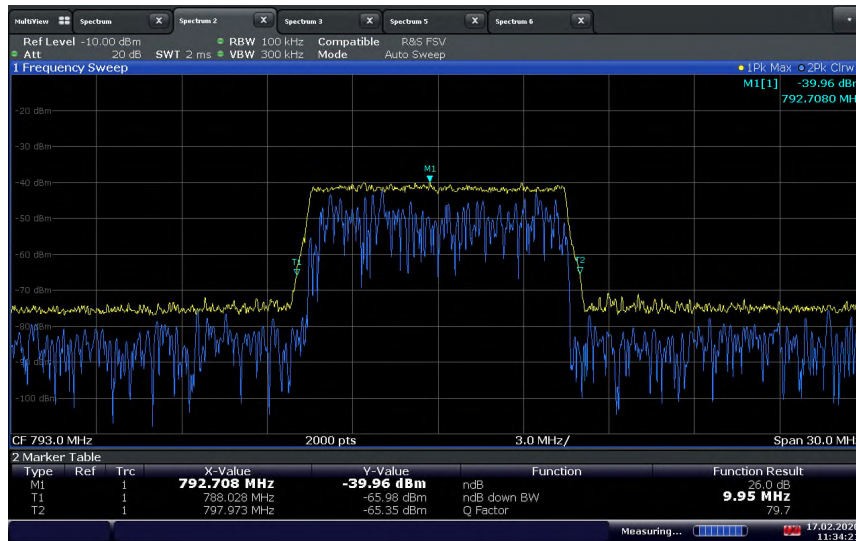 MultiView Spectrum X Spectrum 2 X Spectrum 3 X Spectrum 5 X Spectrum 6 X
Ref Level -10.00 dBm RBW 100 kHz Compatible R&S FSV
Att 20 dB SWT 2 ms VBW 300 kHz Mode Auto Sweep
1 Frequency Sweep 1Pk Max 2Pk Clrw
M1[1] -39.96 dBm
792.7080 MH
-20 dBm
-30 dBm
M1
-40 dBm
-50 dBm
-60 dBm
T1 T2
-70 dBm
-80 dBm
-90 dBm
-100 dBm
CF 793.0 MHz 2000 pts 3.0 MHz/ Span 30.0 MH
2 Marker Table
Type Ref Trc X-Value Y-Value Function Function Result
M1 1 792.708 MHz -39.96 dBm ndB 26.0 dB
T1 1 788.028 MHz -65.98 dBm ndB down BW 9.95 MHz
T2 1 797.973 MHz -65.35 dBm Q Factor 79.7
Measuring... 17.02.2020